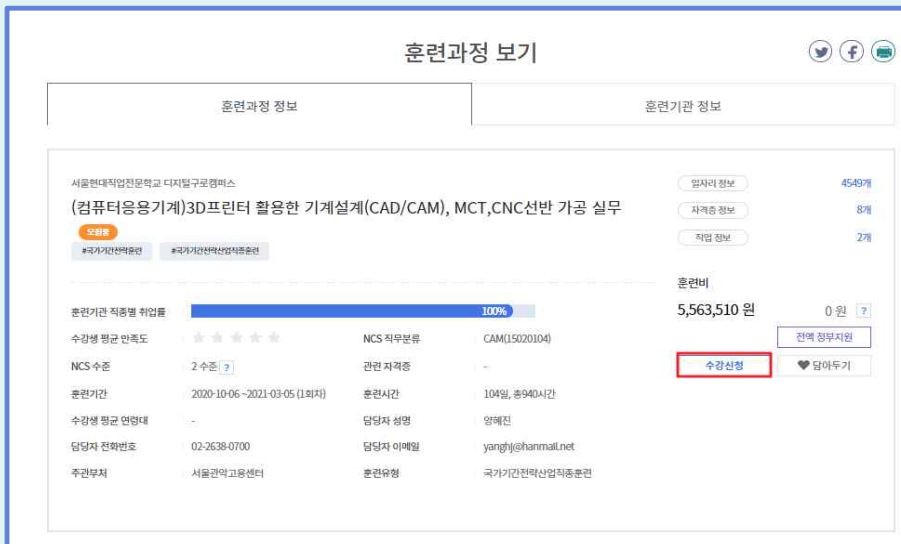 훈련과정 보기
훈련과정 정보
훈련기관 정보
서울현대직업전문학교 디지털구로캠퍼스
(컴퓨터응용기계)3D프린터 활용한 기계설계(CAD/CAM), MCT,CNC선반 가공 실무
모집중
#국가기간전략훈련 #국가기간전략산업직종훈련
일자리 정보 4549개
자격증 정보 8개
직업 정보 2개
훈련비
5,563,510 원 0 원 ?
전액 정부지원
수강신청 담아두기
훈련기관 직종별 취업률 100%
수강생 평균 만족도 NCS 직무분류 CAM(15020104)
NCS 수준 2 수준 ? 관련 자격증 -
훈련기간 2020-10-06 ~2021-03-05 (1회차) 훈련시간 104일, 총940시간
수강생 평균 연령대 - 담당자 성명 양혜진
담당자 전화번호 02-2638-0700 담당자 이메일 yanghj@hanmail.net
주관부처 서울관악고용센터 훈련유형 국가기간전략산업직종훈련